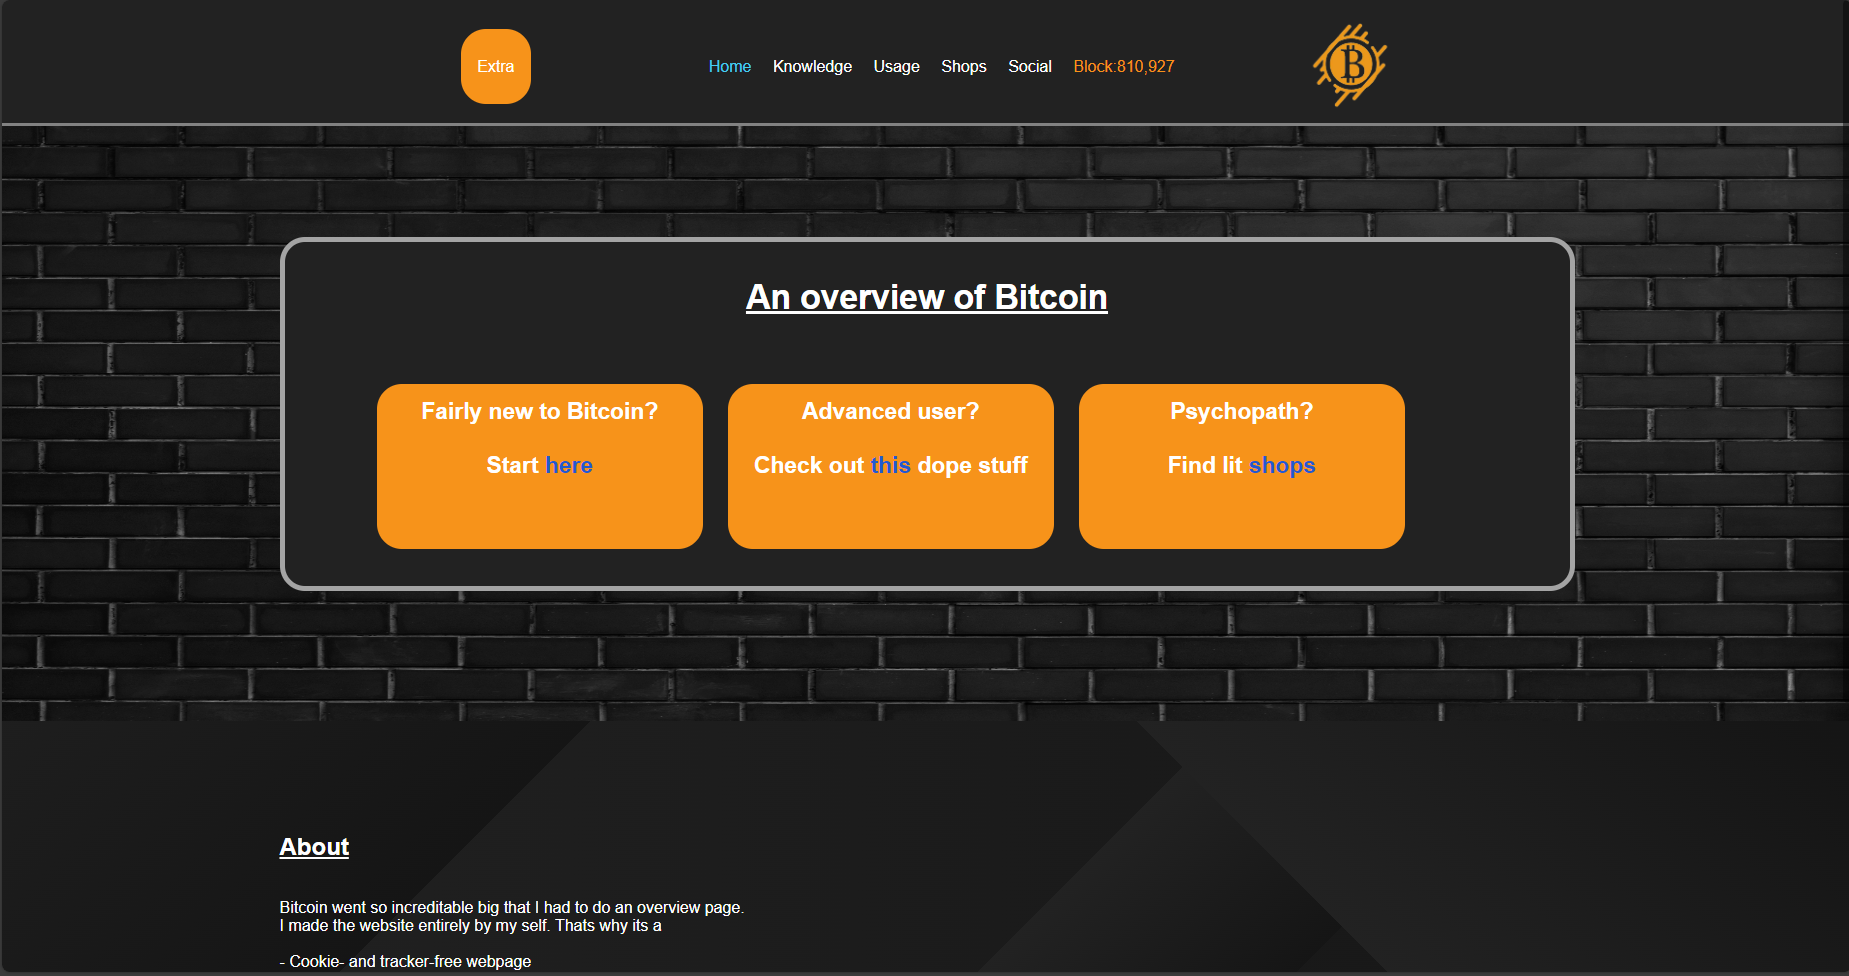 Extra
Home Knowledge Usage Shops Social Block:810,927
B
An overview of Bitcoin
Fairly new to Bitcoin?
Start here
Advanced user?
Check out this dope stuff
Psychopath?
Find lit shops
About
Bitcoin went so increditable big that I had to do an overview page.
I made the website entirely by my self. Thats why its a
- Cookie- and tracker-free webpage